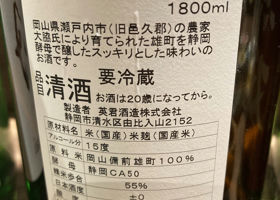 1800ml
岡山県瀬戸内市(旧邑久郡)の農家
大脇氏により育てられた雄町を静岡
酵母で醸したスッキリとした味わいの
お酒です。
品目 清酒 要冷蔵
お酒は20歳になってから。
製造者 英君酒造株式会社
静岡市清水区由比入山2152
原材料名 米(国産米)米麹(国産米)
アルコール分 15度
原料米 岡山備前雄町100%
酵母 静岡CA50
精米歩合 55%
日本酒度 ±0